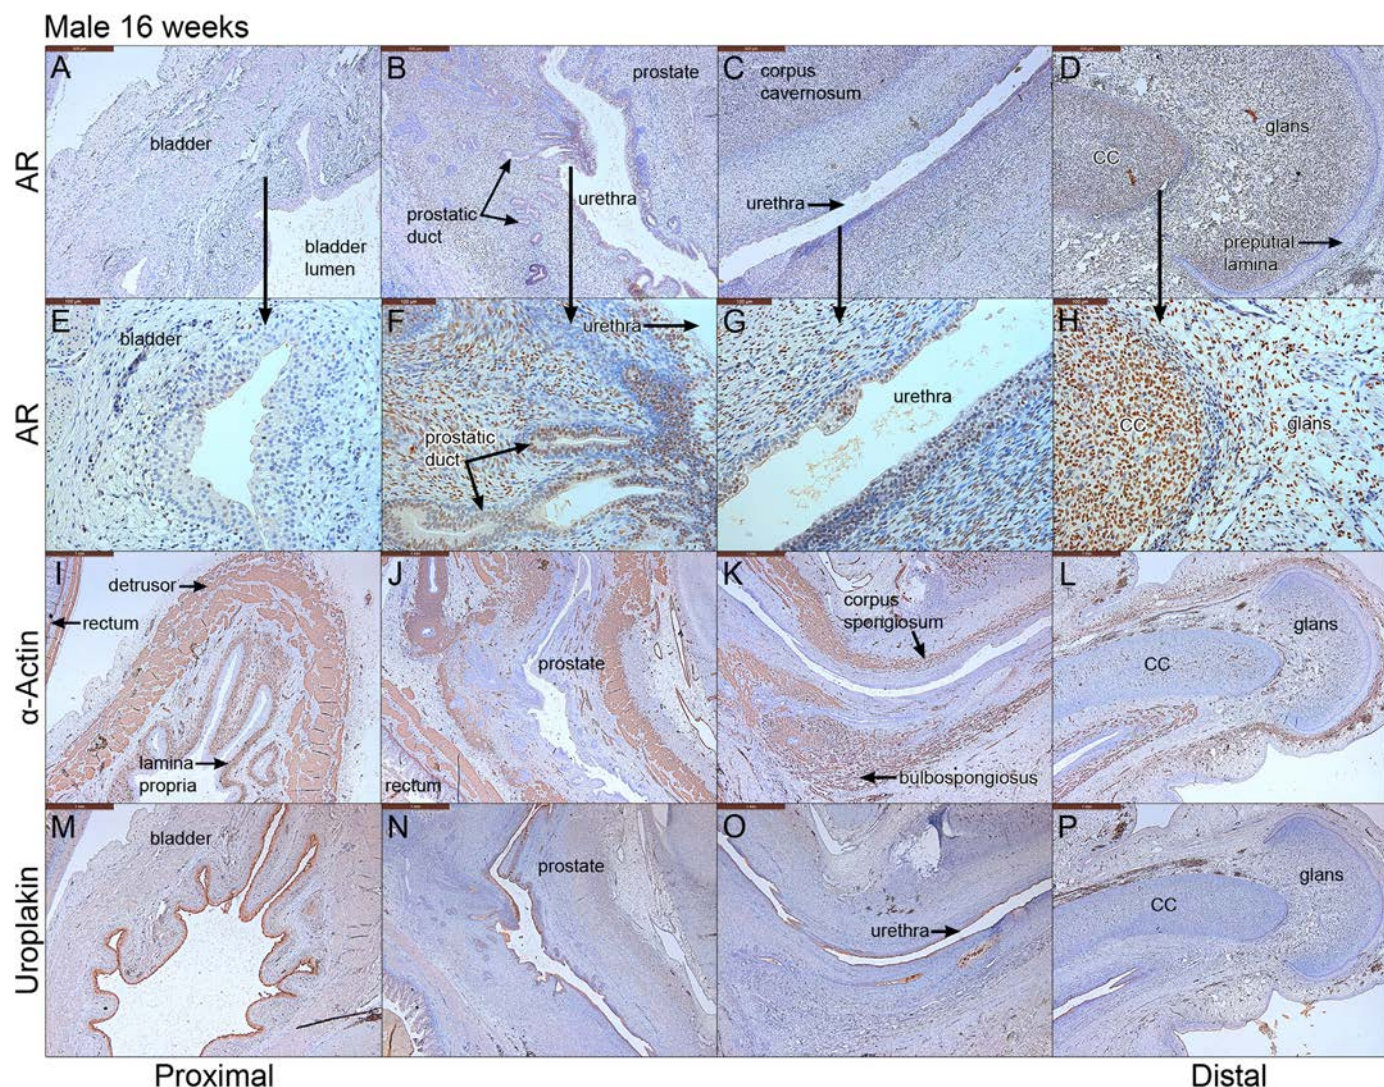 Male 16 weeks
AR
A
bladder
bladder
lumen
B
prostate
prostatic
duct
urethra
C
corpus
cavernosum
urethra
D
CC
glans
preputial
lamina
AR
E
bladder
F
urethra
prostatic
duct
G
urethra
H
CC
glans
α-Actin
I
detrusor
rectum
lamina
propria
J
prostate
rectum
K
corpus
sporigiosum
bulbospongiosus
L
CC
glans
Uroplakin
M
bladder
N
prostate
O
urethra
P
CC
glans
Proximal
Distal